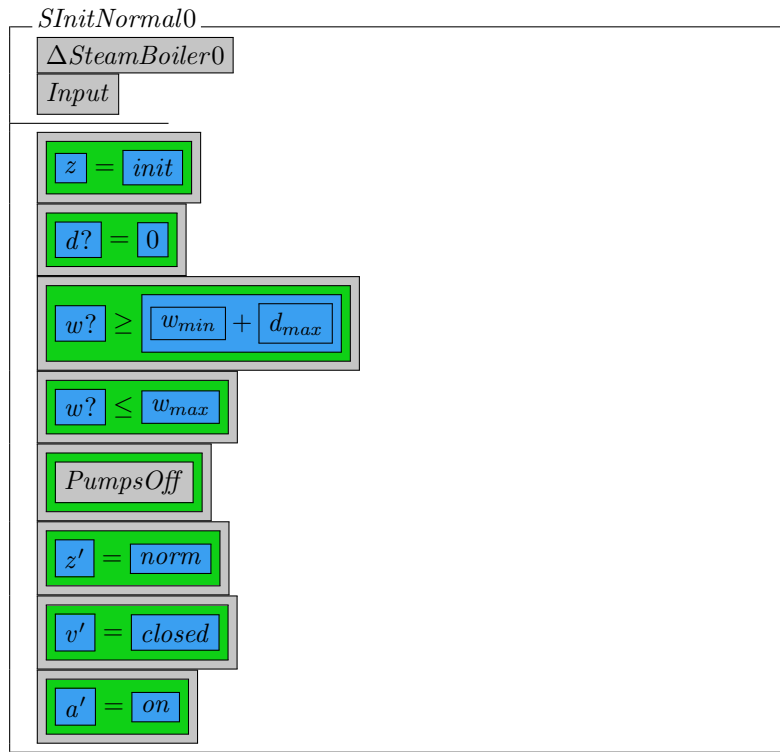 SInitNormal0
ΔSteamBoiler0
Input
z = init
d? = 0
w? ≥ w_min + d_max
w? ≤ w_max
PumpsOff
z′ = norm
v′ = closed
a′ = on